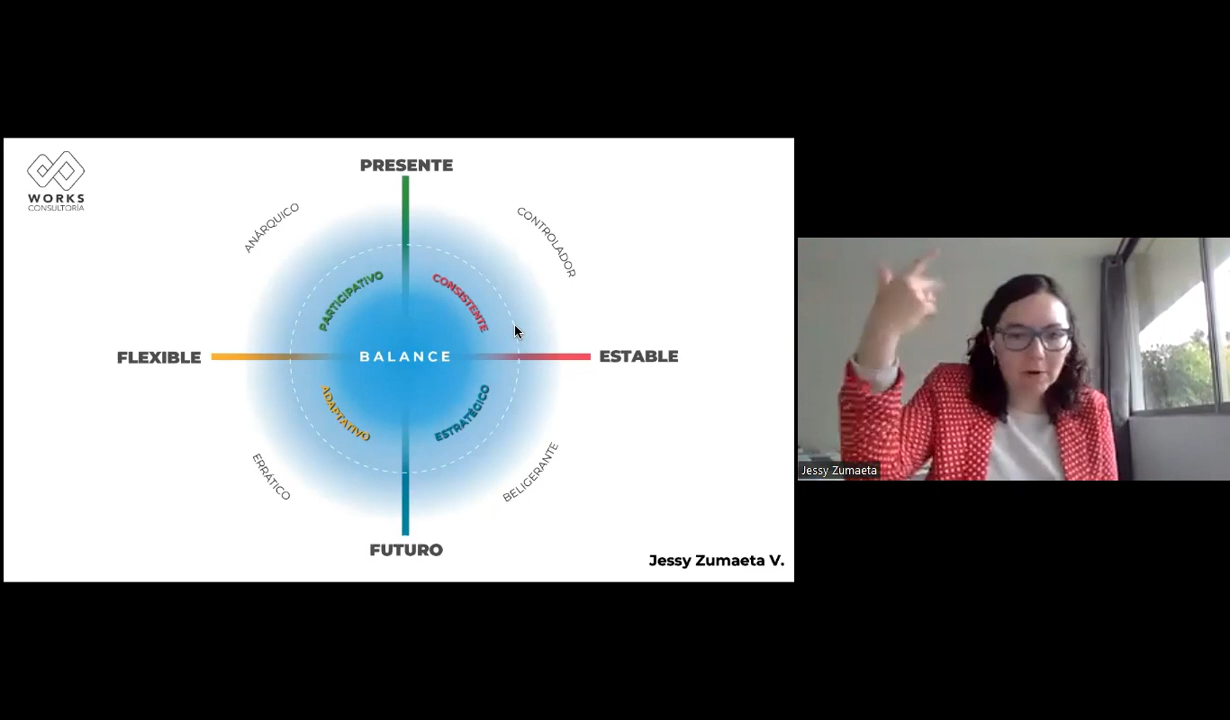 WORKS
CONSULTORÍA
PRESENTE
ANÁRQUICO
CONTROLADOR
PARTICIPATIVO
CONSISTENTE
FLEXIBLE
BALANCE
ESTABLE
ADAPTATIVO
ESTRATÉGICO
ERRÁTICO
BELIGERANTE
FUTURO
Jessy Zumaeta V.
Jessy Zumaeta